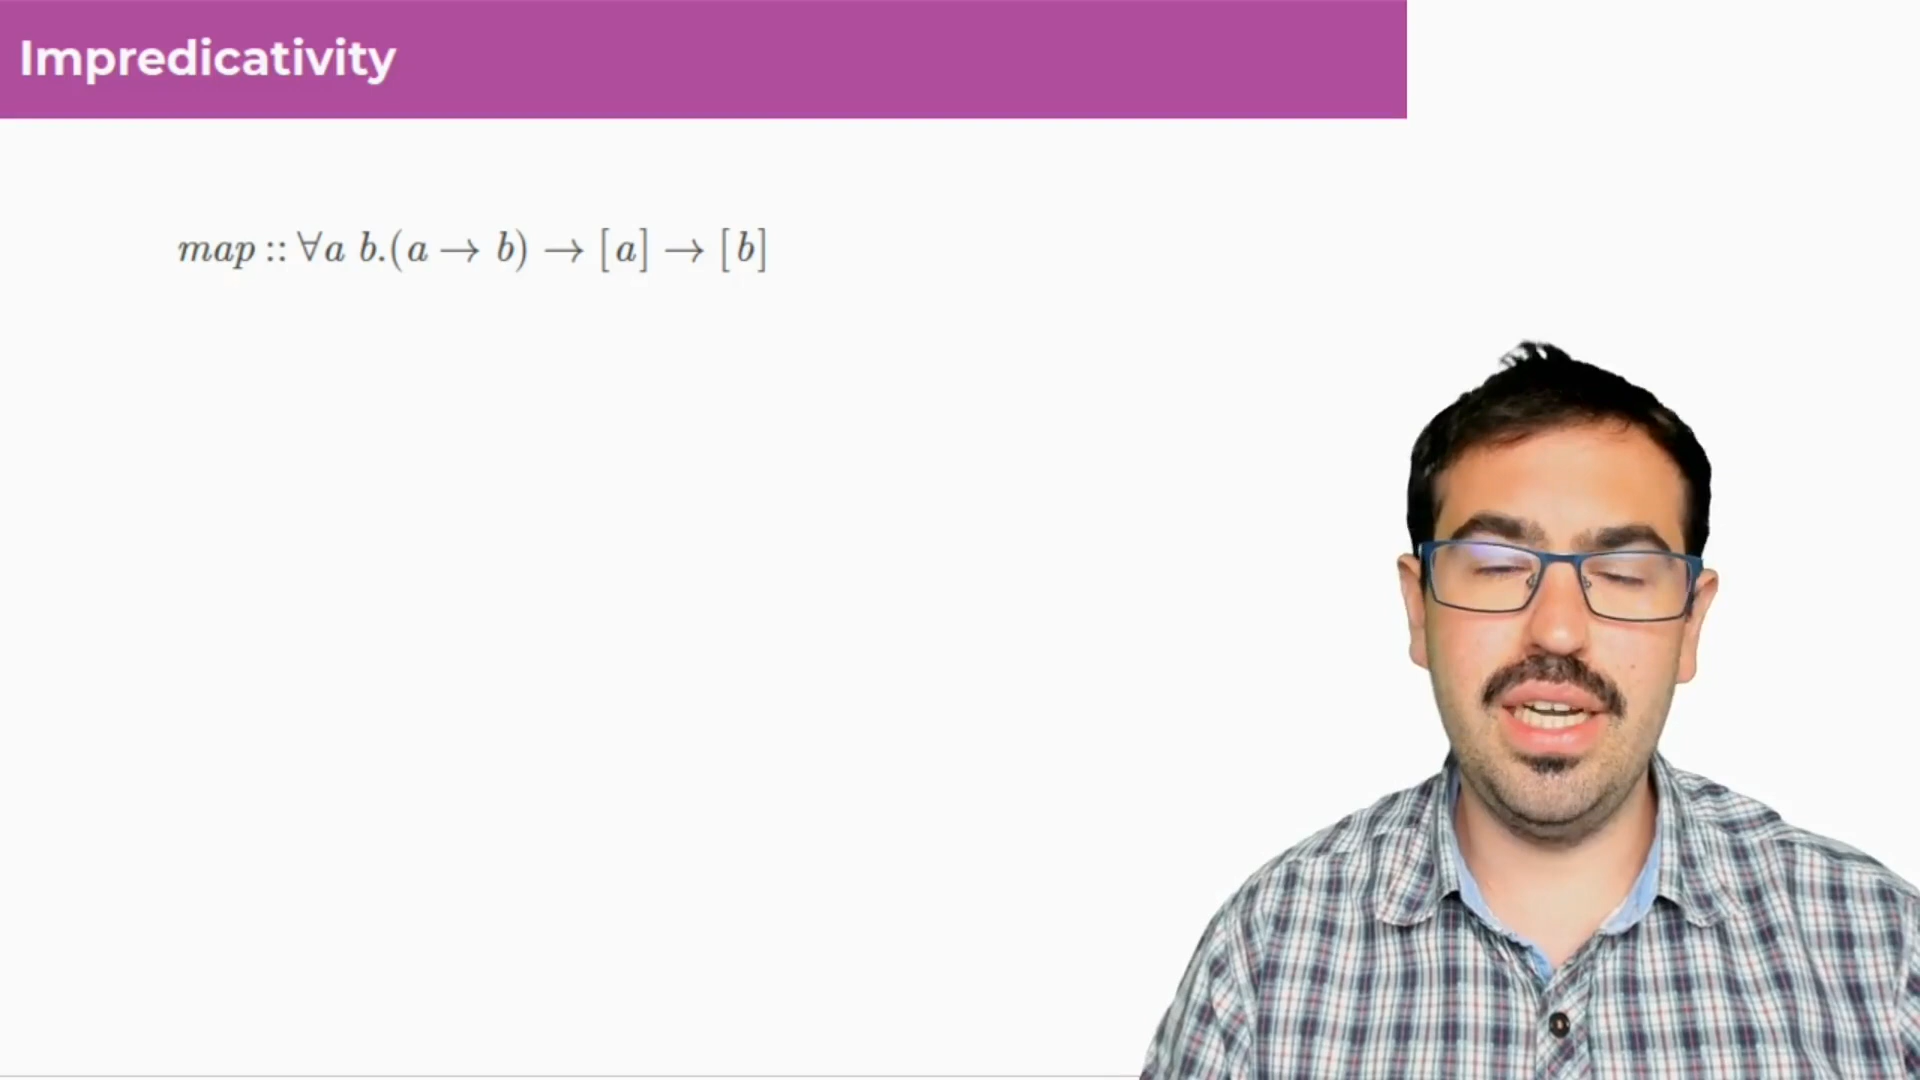 Impredicativity
map :: ∀a b.(a → b) → [a] → [b]